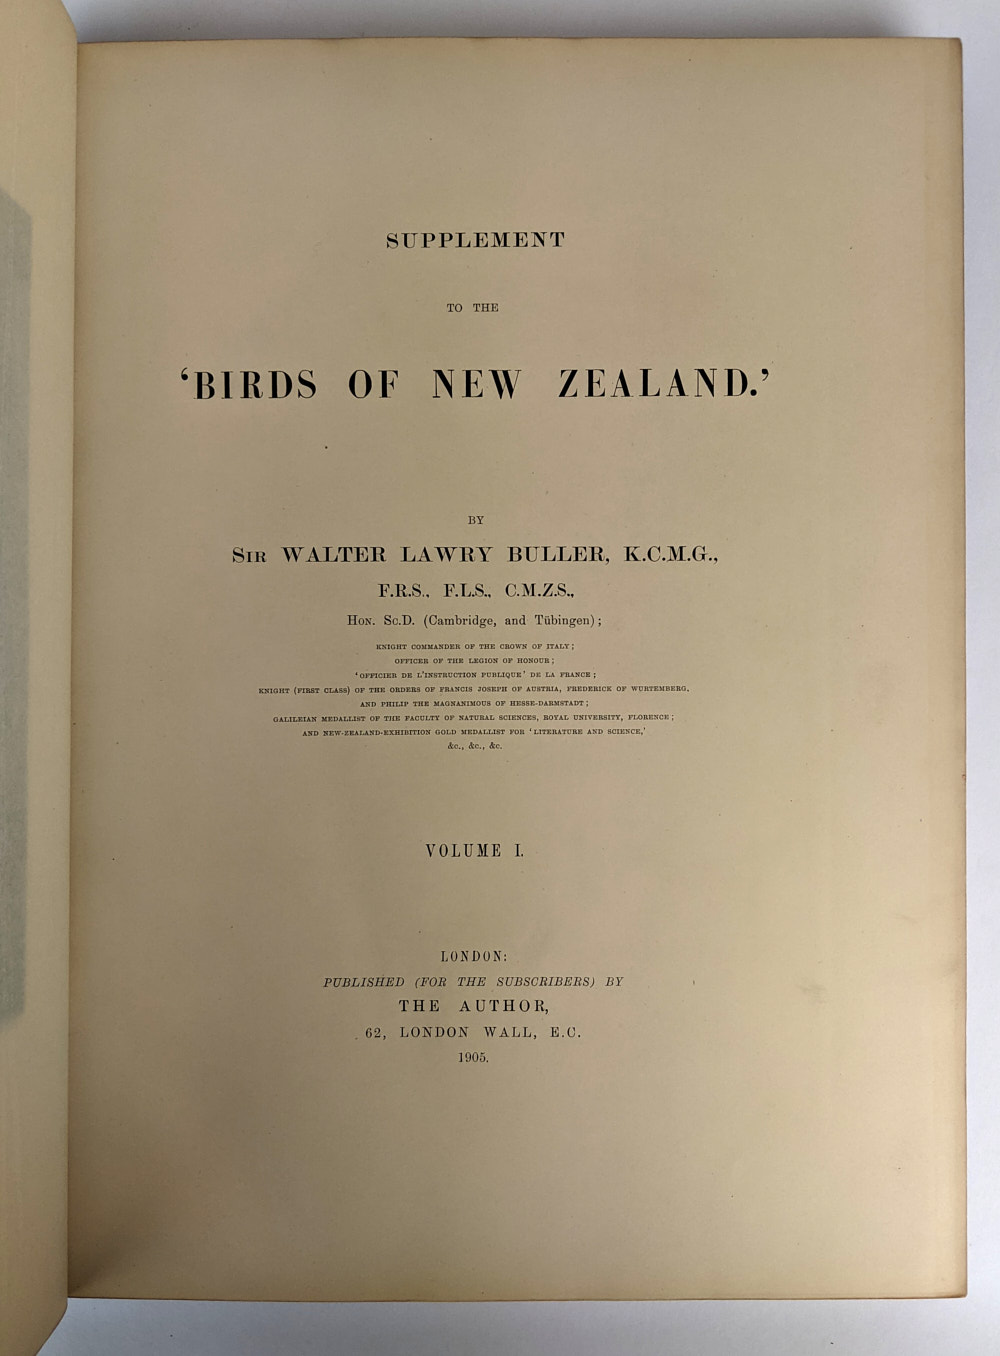 SUPPLEMENT
TO THE
‘BIRDS OF NEW ZEALAND.’
BY
SIR WALTER LAWRY BULLER, K.C.M.G.,
F.R.S., F.L.S., C.M.Z.S.,
HON. SC.D. (Cambridge, and Tübingen);
KNIGHT COMMANDER OF THE CROWN OF ITALY;
OFFICER OF THE LEGION OF HONOUR;
‘OFFICIER DE L'INSTRUCTION PUBLIQUE’ DE LA FRANCE;
KNIGHT (FIRST CLASS) OF THE ORDERS OF FRANCIS JOSEPH OF AUSTRIA, FREDERICK OF WURTEMBERG,
AND PHILIP THE MAGNANIMOUS OF HESSE-DARMSTADT;
GALILEIAN MEDALLIST OF THE FACULTY OF NATURAL SCIENCES, ROYAL UNIVERSITY, FLORENCE;
AND NEW-ZEALAND-EXHIBITION GOLD MEDALLIST FOR ‘LITERATURE AND SCIENCE,’
&c., &c., &c.
VOLUME I.
LONDON:
PUBLISHED (FOR THE SUBSCRIBERS) BY
THE AUTHOR,
62, LONDON WALL, E.C.
1905.